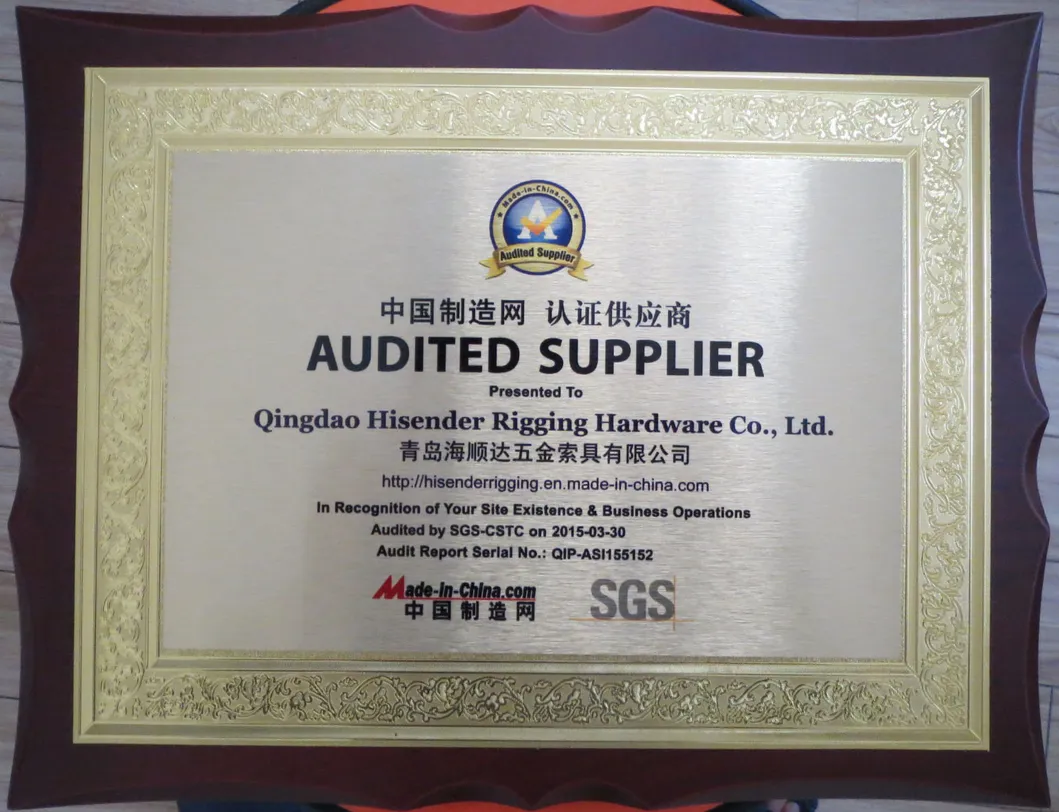 Made-in-China.com
Audited Supplier
中国制造网 认证供应商
AUDITED SUPPLIER
Presented To
Qingdao Hisender Rigging Hardware Co., Ltd.
青岛海顺达五金索具有限公司
http://hisenderrigging.en.made-in-china.com
In Recognition of Your Site Existence & Business Operations
Audited by SGS-CSTC on 2015-03-30
Audit Report Serial No.: QIP-ASI155152
Made-in-China.com
中国制造网
SGS